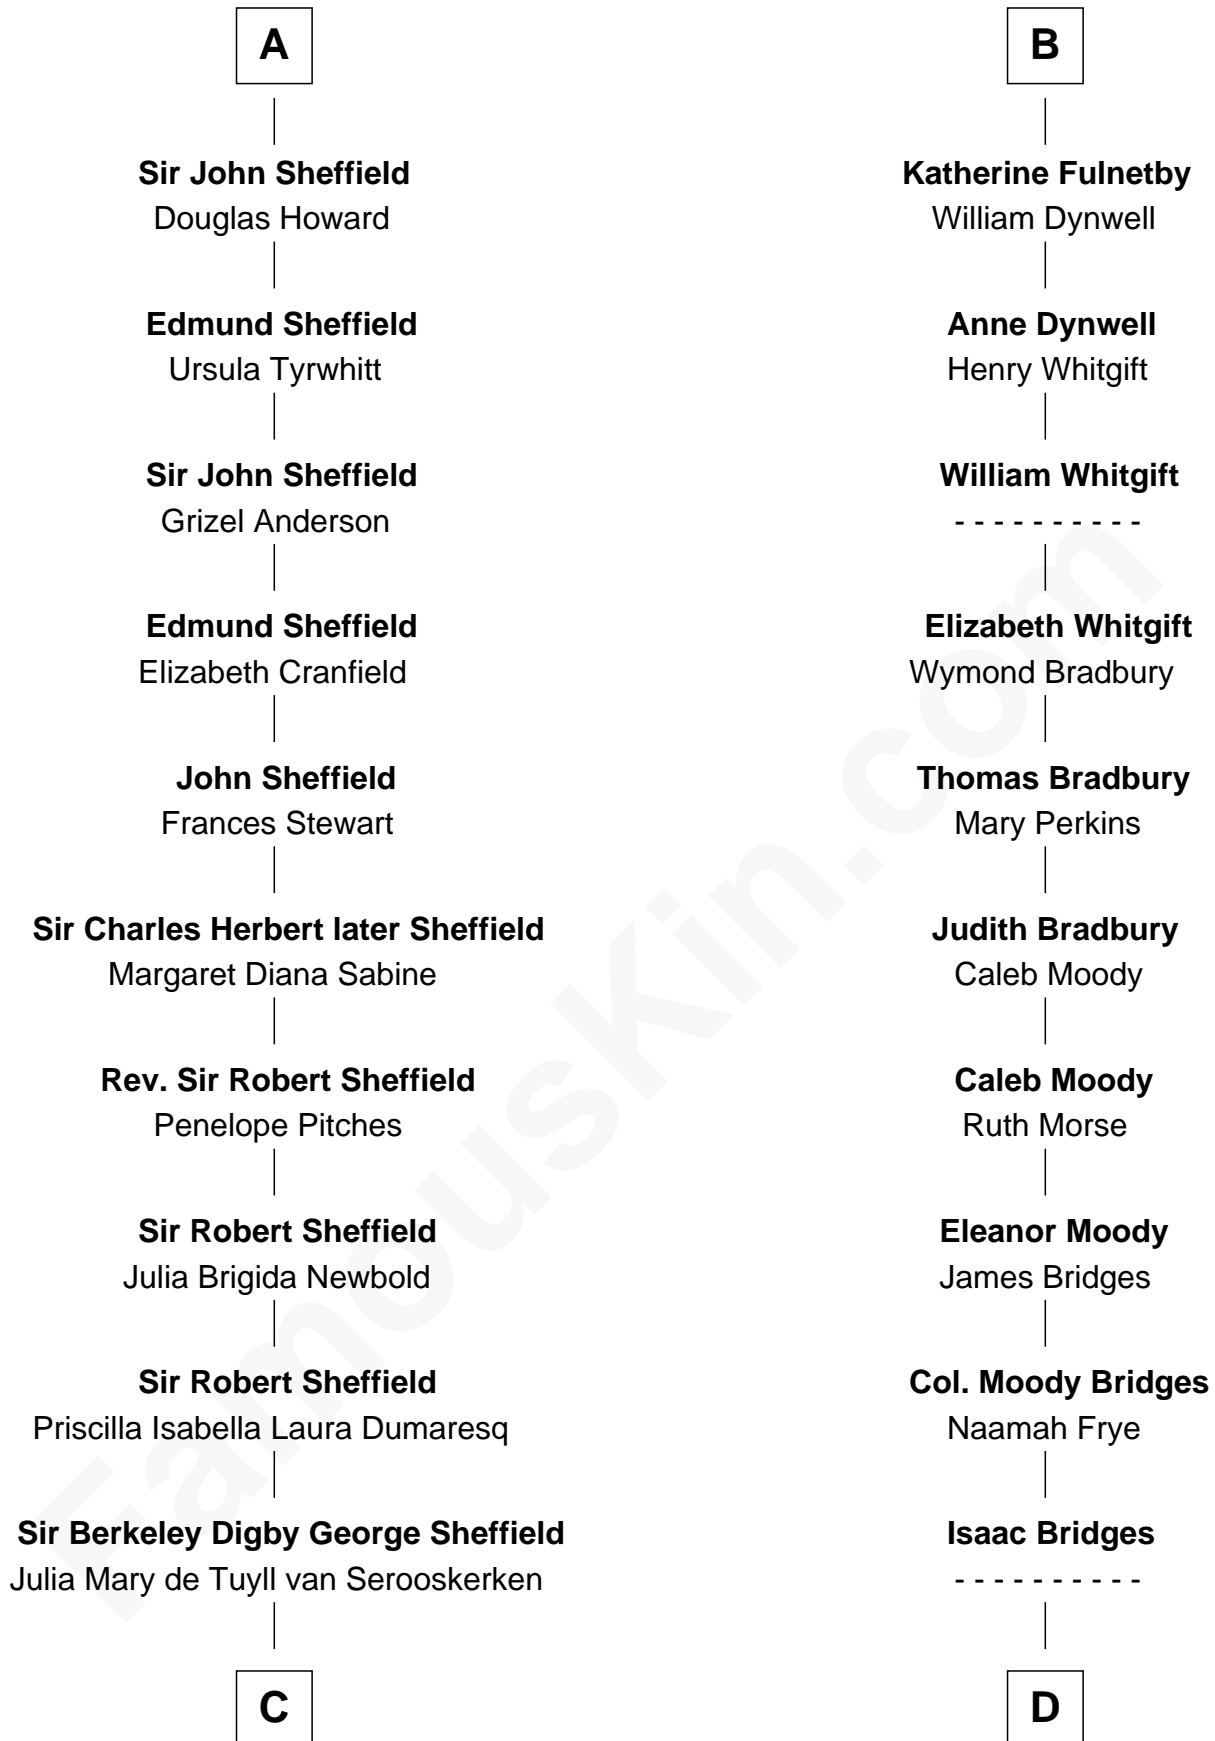 A
Sir John Sheffield
Douglas Howard
Edmund Sheffield
Ursula Tyrwhitt
Sir John Sheffield
Grizel Anderson
Edmund Sheffield
Elizabeth Cranfield
John Sheffield
Frances Stewart
Sir Charles Herbert later Sheffield
Margaret Diana Sabine
Rev. Sir Robert Sheffield
Penelope Pitches
Sir Robert Sheffield
Julia Brigida Newbold
Sir Robert Sheffield
Priscilla Isabella Laura Dumaresq
Sir Berkeley Digby George Sheffield
Julia Mary de Tuyll van Serooskerken
C
B
Katherine Fulnetby
William Dynwell
Anne Dynwell
Henry Whitgift
William Whitgift
- - - - - - - - - -
Elizabeth Whitgift
Wymond Bradbury
Thomas Bradbury
Mary Perkins
Judith Bradbury
Caleb Moody
Caleb Moody
Ruth Morse
Eleanor Moody
James Bridges
Col. Moody Bridges
Naamah Frye
Isaac Bridges
- - - - - - - - - -
D
FamousKin.com